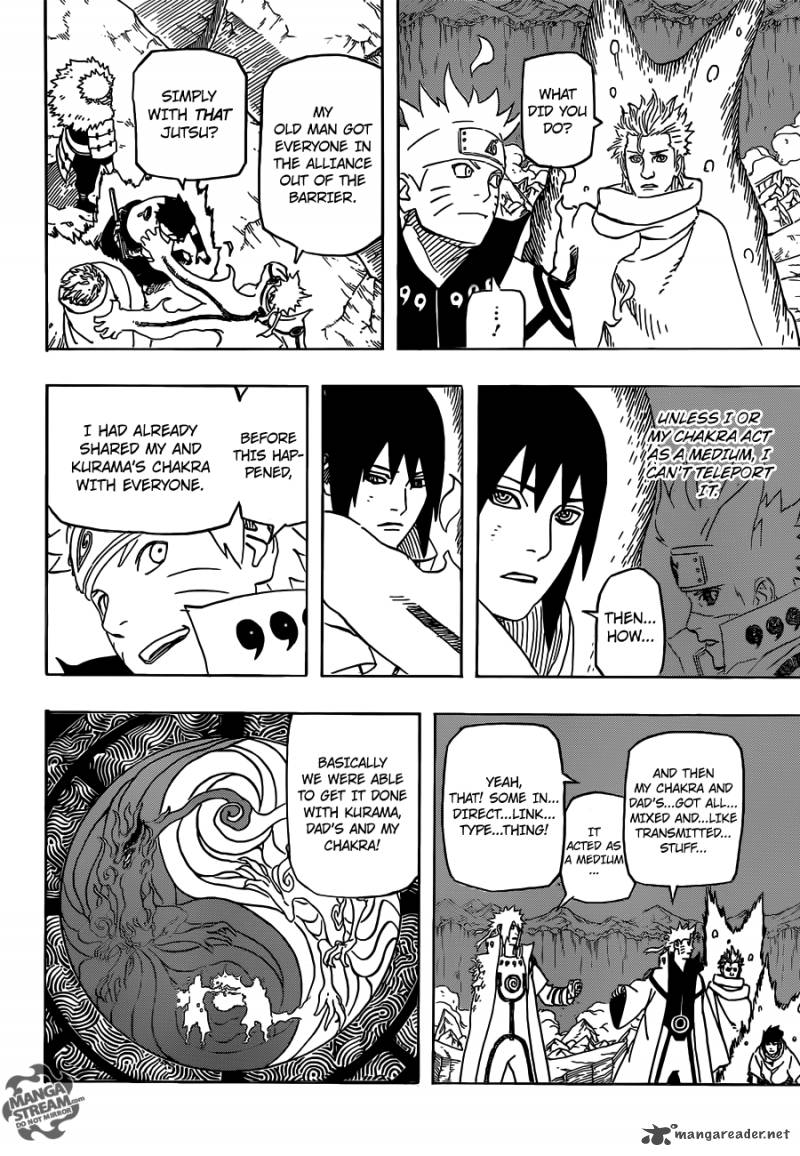 WHAT
DID YOU
DO?
...!
MY
OLD MAN GOT
EVERYONE
IN THE
ALLIANCE
OUT OF THE
BARRIER.
SIMPLY
WITH THAT
JUTSU?
UNLESS I OR
MY CHAKRA ACT
AS A MEDIUM, I
CAN'T TELEPORT
IT.
THEN...
HOW...
BEFORE
THIS HAP-
PENED,
I HAD ALREADY
SHARED MY AND
KURAMA'S CHAKRA
WITH EVERYONE.
AND THEN
MY CHAKRA AND
DAD'S...GOT ALL...
MIXED AND...LIKE
TRANSMITTED...
STUFF...
IT
ACTED AS
A MEDIUM
...
YEAH,
THAT! SOME IN...
DIRECT...LINK...
TYPE...THING!
BASICALLY
WE WERE ABLE
TO GET IT DONE
WITH KURAMA,
DAD'S AND MY
CHAKRA!
MANGA
STREAM.COM
DO NOT MIRROR!
mangareader.net